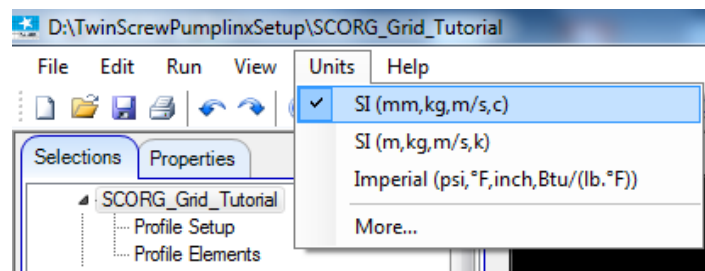 D:\TwinScrewPumplinxSetup\SCORG_Grid_Tutorial
File Edit Run View Units Help
SI (mm,kg,m/s,c)
SI (m,kg,m/s,k)
Imperial (psi,°F,inch,Btu/(lb.°F))
More...
Selections Properties
SCORG_Grid_Tutorial
Profile Setup
Profile Elements